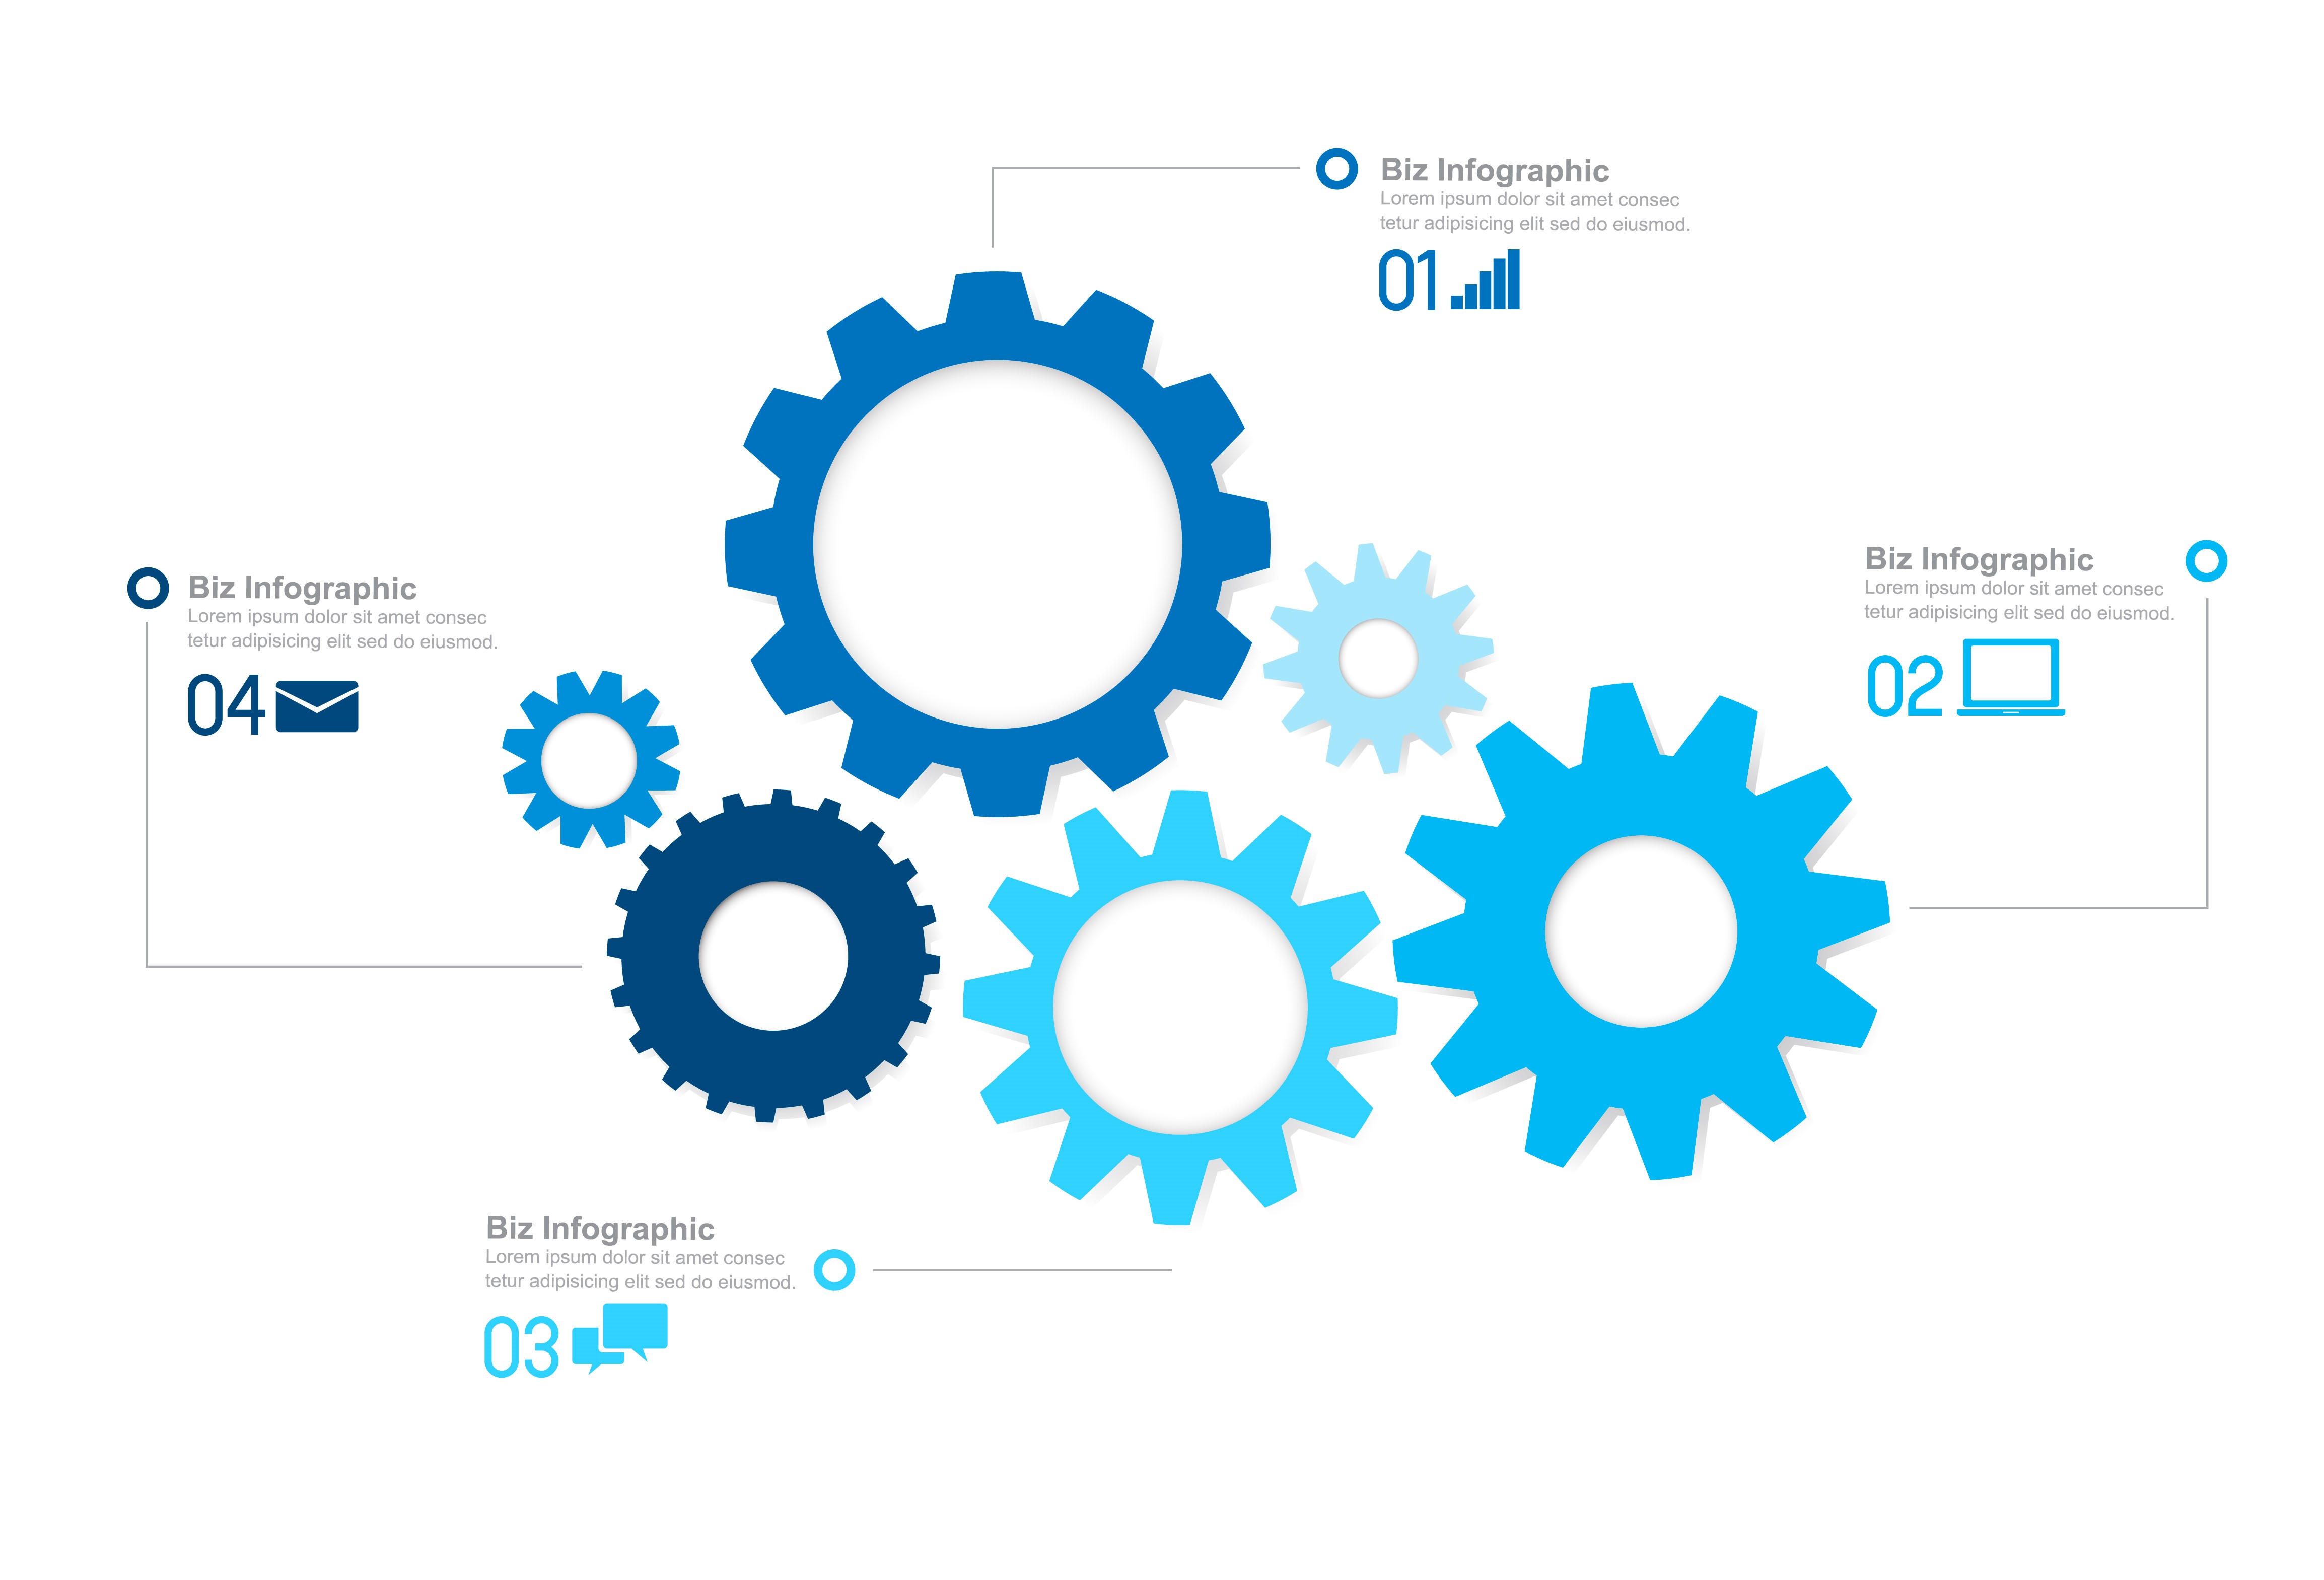 Biz Infographic
Lorem ipsum dolor sit amet consec
tetur adipisicing elit sed do eiusmod.
01
Biz Infographic
Lorem ipsum dolor sit amet consec
tetur adipisicing elit sed do eiusmod.
02
Biz Infographic
Lorem ipsum dolor sit amet consec
tetur adipisicing elit sed do eiusmod.
03
Biz Infographic
Lorem ipsum dolor sit amet consec
tetur adipisicing elit sed do eiusmod.
04